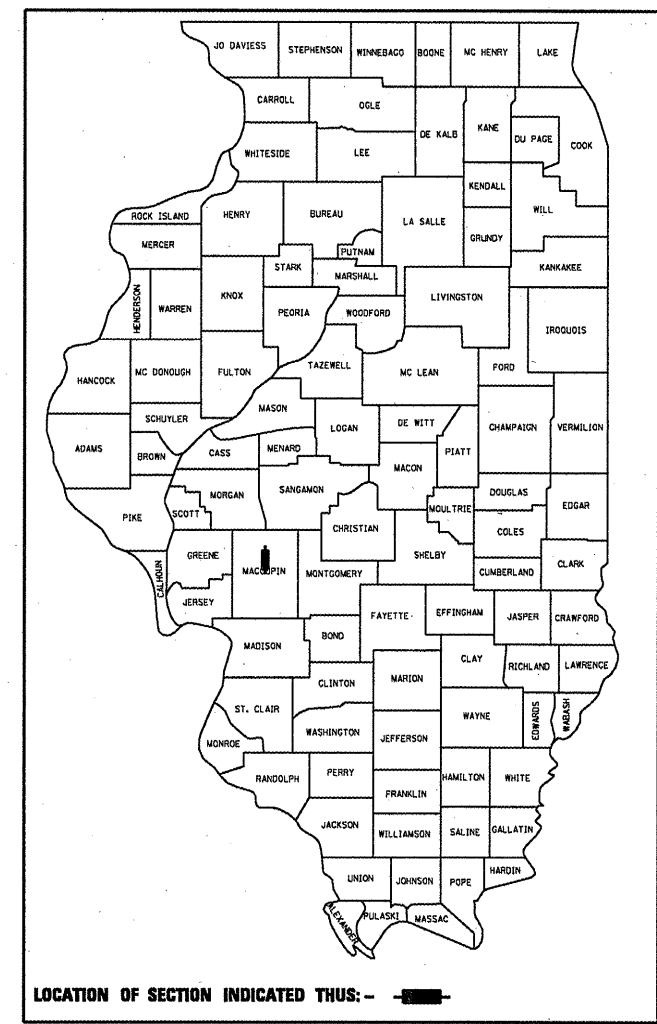 JO DAVIESS STEPHENSON WINNEBAGO BOONE MC HENRY LAKE
CARROLL OGLE DE KALB KANE DU PAGE COOK
WHITESIDE LEE
KENDALL WILL
ROCK ISLAND HENRY BUREAU LA SALLE
MERCER PUTNAM GRUNDY
STARK MARSHALL KANKAKEE
HENDERSON WARREN KNOX PEORIA WOODFORD LIVINGSTON IROQUOIS
HANCOCK MC DONOUGH FULTON TAZEWELL MC LEAN FORD
MASON
SCHUYLER LOGAN DE WITT PIATT CHAMPAIGN VERMILION
ADAMS BROWN CASS MENARD MACON
MORGAN SANGAMON DOUGLAS EDGAR
PIKE SCOTT CHRISTIAN MOULTRIE COLES
CALHOUN GREENE MACOUPIN MONTGOMERY SHELBY CUMBERLAND CLARK
JERSEY FAYETTE EFFINGHAM JASPER CRAWFORD
MADISON BOND
CLINTON MARION CLAY RICHLAND LAWRENCE
ST. CLAIR WASHINGTON JEFFERSON WAYNE EDWARDS WABASH
MONROE
RANDOLPH PERRY FRANKLIN HAMILTON WHITE
JACKSON WILLIAMSON SALINE GALLATIN
UNION JOHNSON POPE HARDIN
ALEXANDER PULASKI MASSAC
LOCATION OF SECTION INDICATED THUS: -